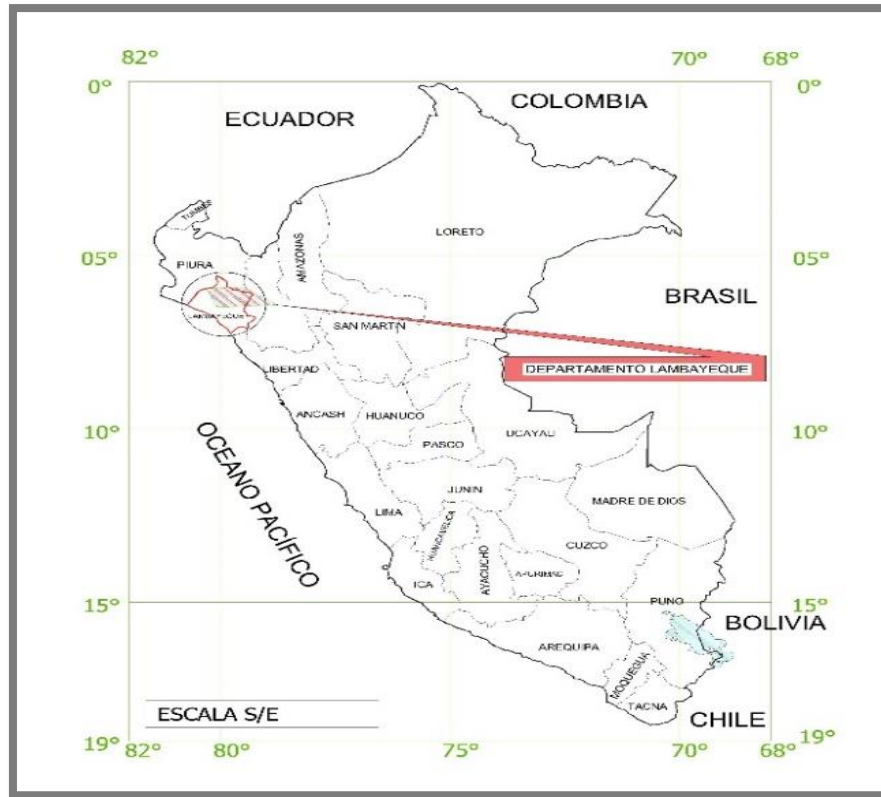 82° 70° 68°
0° 0°
COLOMBIA
ECUADOR
TUMBES
LORETO
AMAZONAS
05° 05°
PIURA
BRASIL
LAMBAYEQUE
SAN MARTIN
LIBERTAD
DEPARTAMENTO LAMBAYEQUE
ANCASH
HUANUCO
UCAYALI
10° 10°
PASCO
OCEANO PACÍFICO
JUNIN
MADRE DE DIOS
LIMA
HUANCAVELICA
CUZCO
AYACUCHO
APURIMAC
ICA
PUNO
15° 15°
BOLIVIA
AREQUIPA
MOQUEGUA
TACNA
ESCALA S/E
CHILE
19° 19°
82° 80° 75° 70° 68°